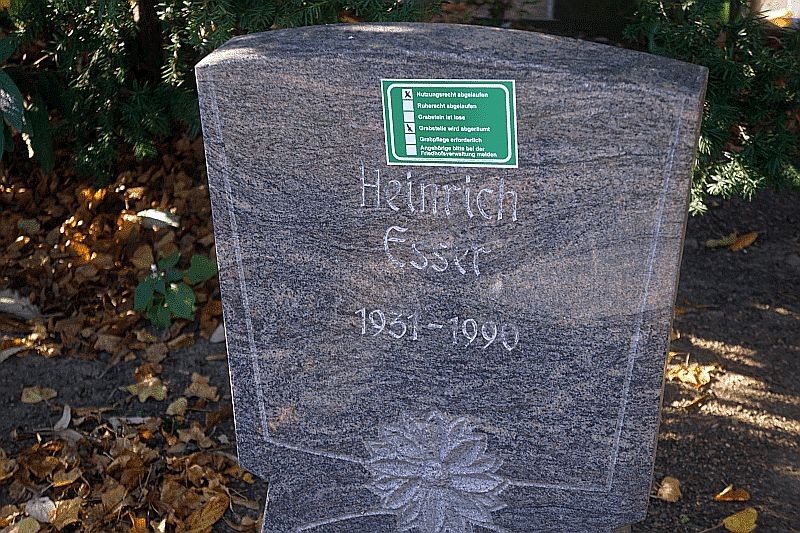 Nutzungsrecht abgelaufen
Ruherecht abgelaufen
Grabstein ist lose
Grabstelle wird abgeräumt
Grabpflege erforderlich
Angehörige bitte bei der
Friedhofsverwaltung melden
Heinrich
Esser
1931-1990